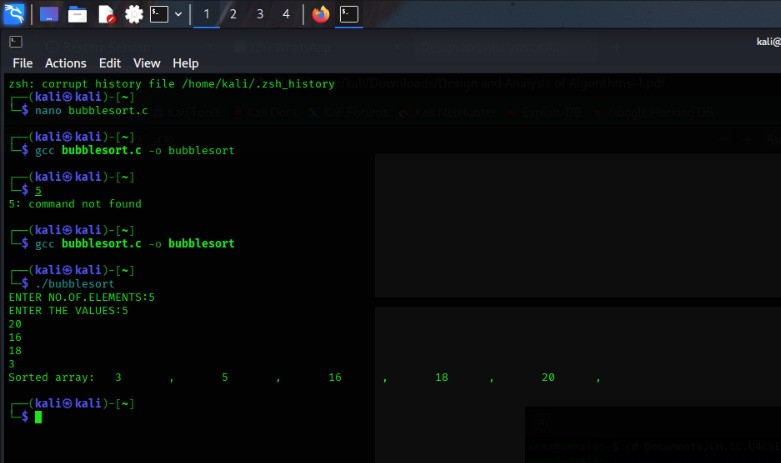 1 2 3 4
kali@
File Actions Edit View Help
zsh: corrupt history file /home/kali/.zsh_history
┌──(kali㉿kali)-[~]
└─$ nano bubblesort.c
┌──(kali㉿kali)-[~]
└─$ gcc bubblesort.c -o bubblesort
┌──(kali㉿kali)-[~]
└─$ 5
5: command not found
┌──(kali㉿kali)-[~]
└─$ gcc bubblesort.c -o bubblesort
┌──(kali㉿kali)-[~]
└─$ ./bubblesort
ENTER NO.OF.ELEMENTS:5
ENTER THE VALUES:5
20
16
18
3
Sorted array: 3 , 5 , 16 , 18 , 20 ,
┌──(kali㉿kali)-[~]
└─$